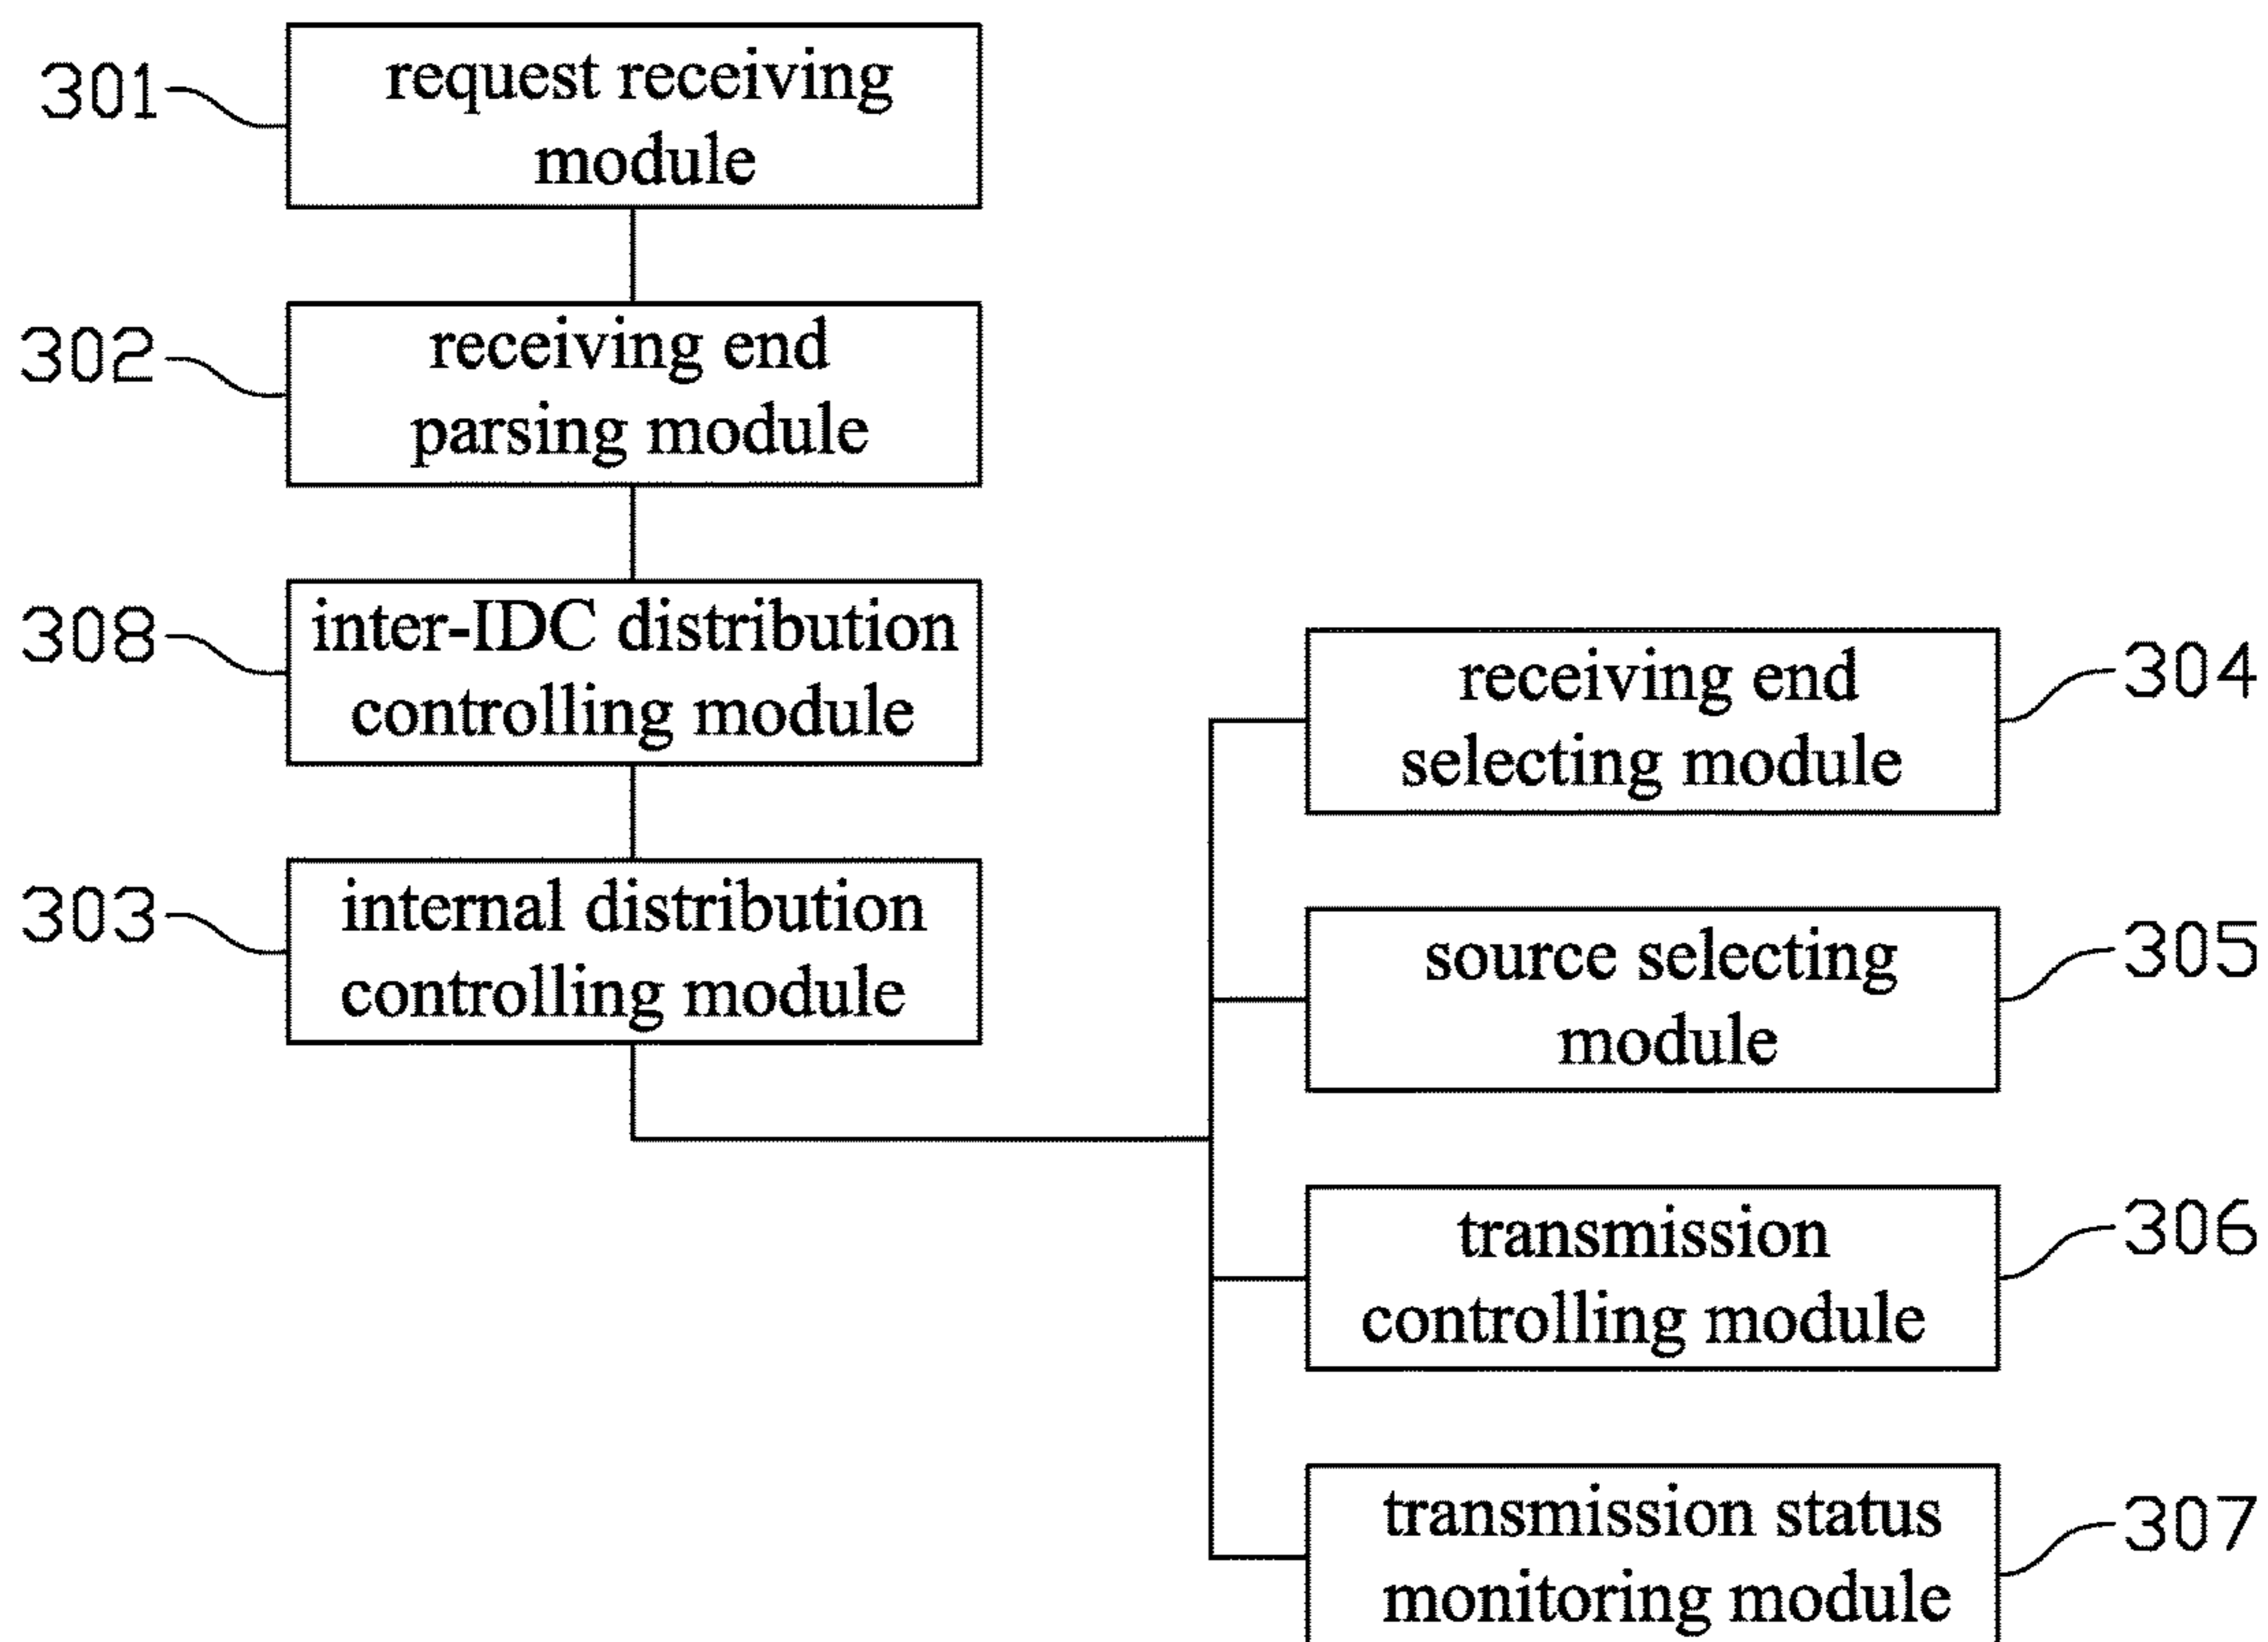 301
request receiving
module
302
receiving end
parsing module
308
inter-IDC distribution
controlling module
303
internal distribution
controlling module
receiving end
selecting module
304
source selecting
module
305
transmission
controlling module
306
transmission status
monitoring module
307